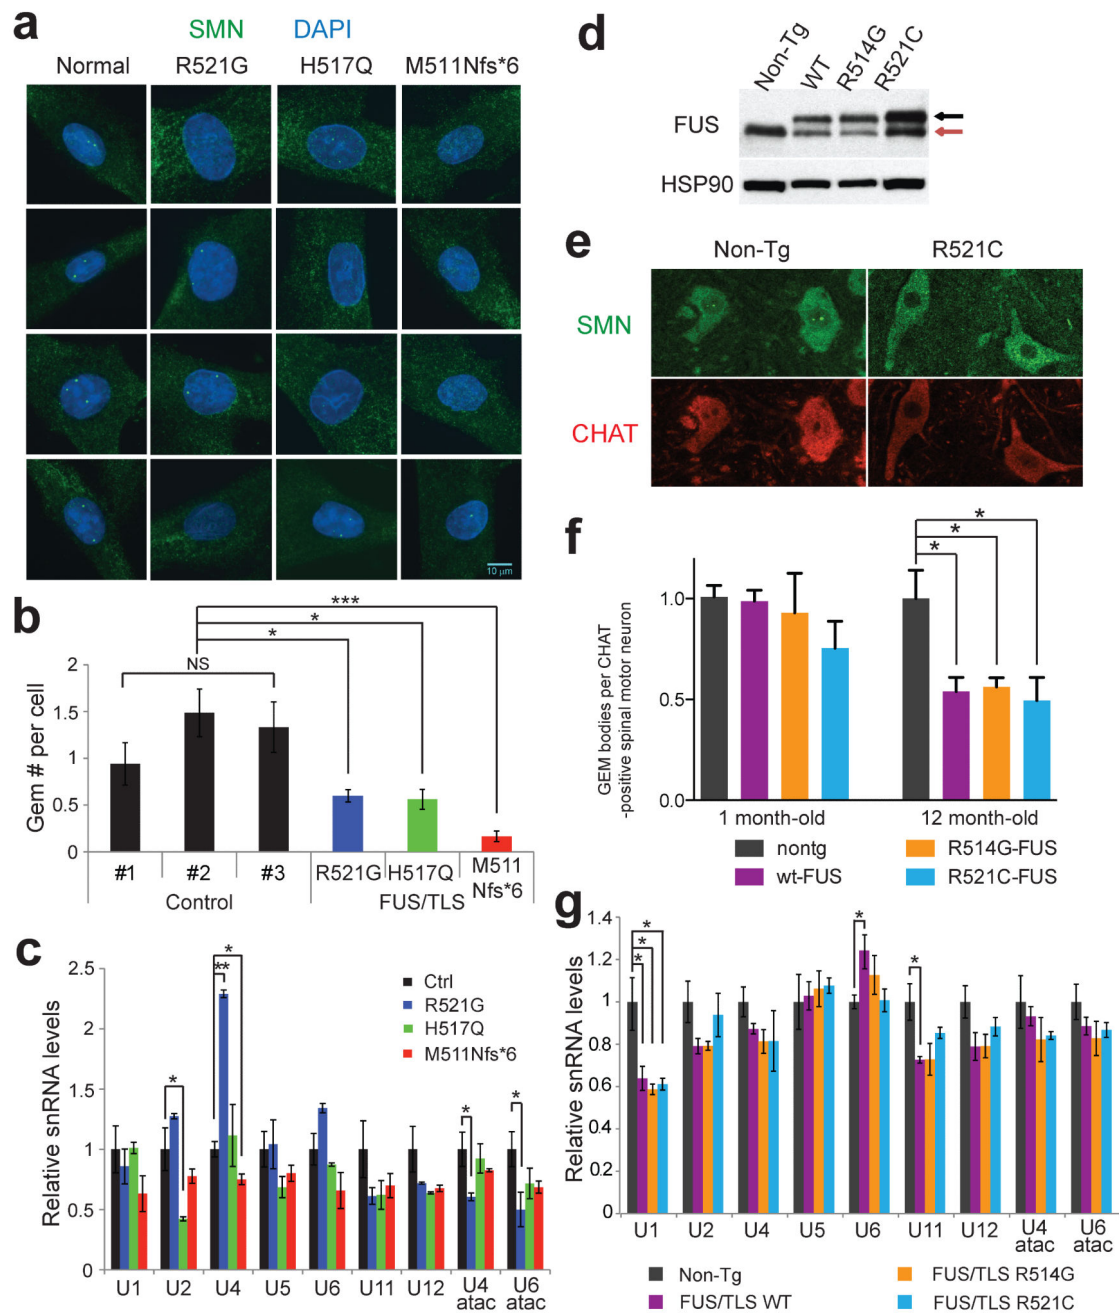 a
SMN DAPI
Normal R521G H517Q M511Nfs*6
10 µm
b
***
*
*
NS
Gem # per cell
2
1.5
1
0.5
0
#1 #2 #3 R521G H517Q M511
Nfs*6
Control FUS/TLS
c
Relative snRNA levels
2.5
2
1.5
1
0.5
0
*
** 
*
*
*
Ctrl
R521G
H517Q
M511Nfs*6
U1 U2 U4 U5 U6 U11 U12 U4 U6
atac atac
d
Non-Tg WT R514G R521C
FUS
HSP90
e
Non-Tg R521C
SMN
CHAT
f
*
*
*
GEM bodies per CHAT
-positive spinal motor neuron
1.0
0.5
0.0
1 month-old 12 month-old
nontg R514G-FUS
wt-FUS R521C-FUS
g
Relative snRNA levels
1.4
1.2
1
0.8
0.6
0.4
0.2
0
*
*
*
*
*
U1 U2 U4 U5 U6 U11 U12 U4 U6
atac atac
Non-Tg FUS/TLS R514G
FUS/TLS WT FUS/TLS R521C